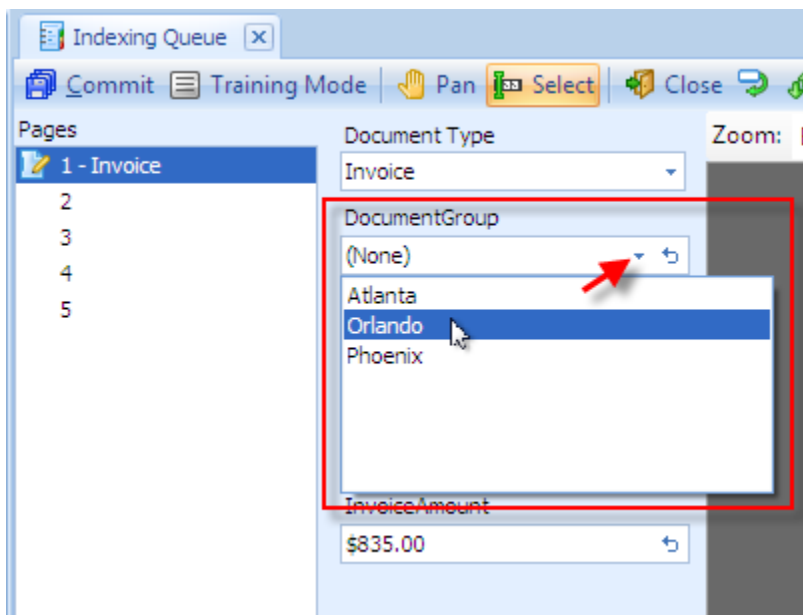 Indexing Queue
Commit Training Mode Pan Select Close
Pages
1 - Invoice
2
3
4
5
Document Type
Invoice
DocumentGroup
(None)
Atlanta
Orlando
Phoenix
InvoiceAmount
$835.00
Zoom: